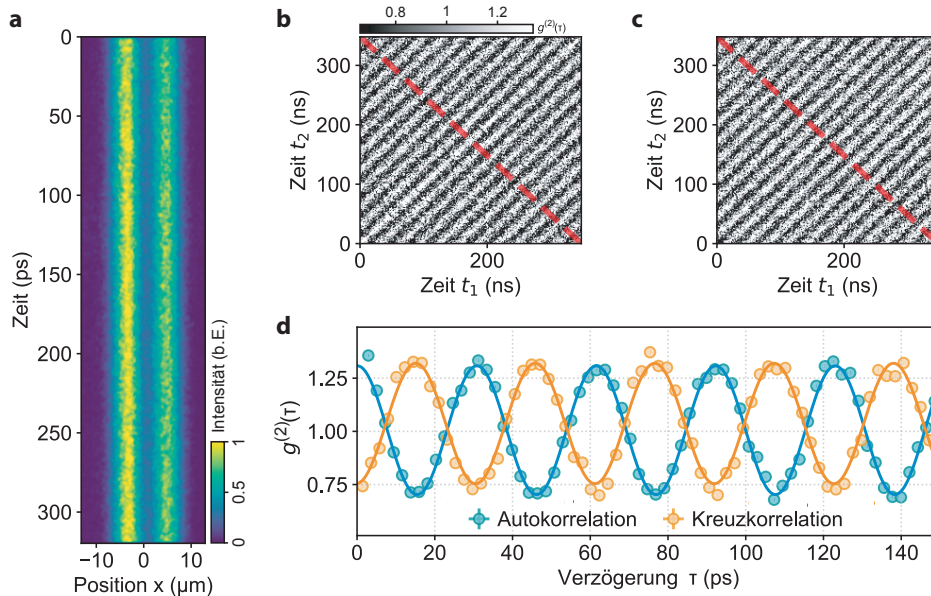 a
0
50
100
150
200
250
300
Zeit (ps)
−10 0 10
Position x (µm)
Intensität (b.E.)
1
0.5
0
b
0.8 1 1.2
g(2)(τ)
300
200
100
0
Zeit t2 (ns)
0 200
Zeit t1 (ns)
c
300
200
100
0
Zeit t2 (ns)
0 200
Zeit t1 (ns)
d
1.25
1.00
0.75
g(2)(τ)
Autokorrelation Kreuzkorrelation
0 20 40 60 80 100 120 140
Verzögerung τ (ps)